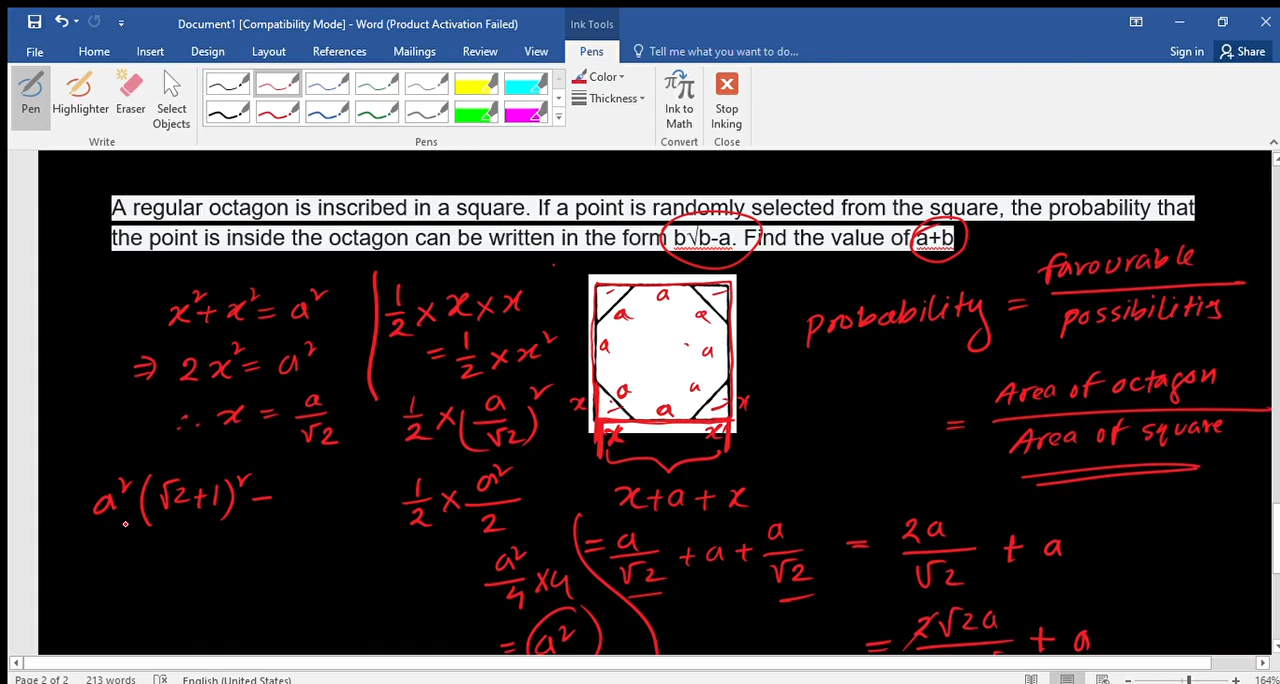 Document1 [Compatibility Mode] - Word (Product Activation Failed)
Ink Tools
File Home Insert Design Layout References Mailings Review View Pens Tell me what you want to do... Sign in Share
Pen Highlighter Eraser Select Objects
Color
Thickness
Ink to Math
Stop Inking
Write Pens Convert Close
A regular octagon is inscribed in a square. If a point is randomly selected from the square, the probability that
the point is inside the octagon can be written in the form b√b-a. Find the value of a+b
x² + x² = a²
⇒ 2x² = a²
∴ x = a/√2
a²(√2+1)² −
1/2 × x × x
= 1/2 × x²
1/2 × (a/√2)²
1/2 × a²/2
a²/4 × 4
= a²
a
a a
a a
a a
a
x x
x x
x + a + x
= a/√2 + a + a/√2 = 2a/√2 + a
= 2√2a + a
probability = favourable/possibilities
= Area of octagon/Area of square
Page 2 of 2 213 words English (United States) 164%